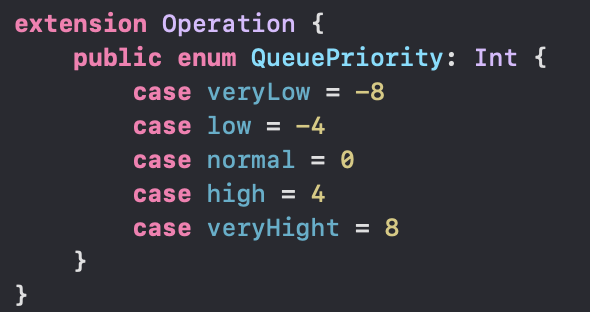 extension Operation {
    public enum QueuePriority: Int {
        case veryLow = -8
        case low = -4
        case normal = 0
        case high = 4
        case veryHight = 8
    }
}